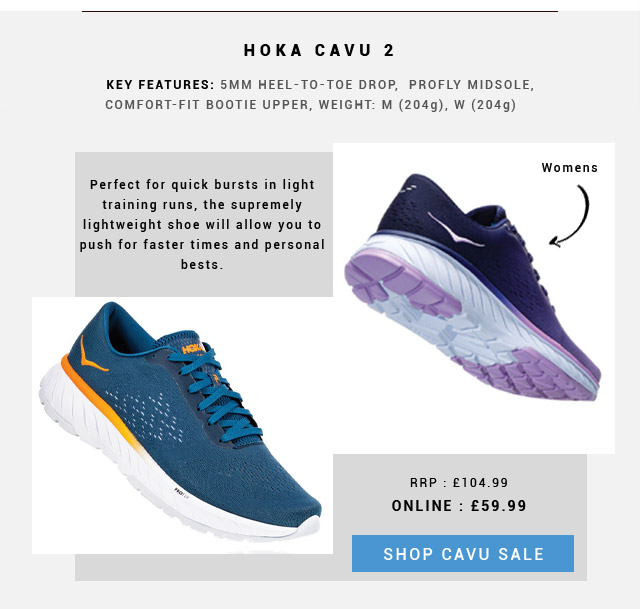 HOKA CAVU 2
KEY FEATURES: 5MM HEEL-TO-TOE DROP, PROFLY MIDSOLE,
COMFORT-FIT BOOTIE UPPER, WEIGHT: M (204g), W (204g)
Perfect for quick bursts in light
training runs, the supremely
lightweight shoe will allow you to
push for faster times and personal
bests.
Womens
HOKA
PROFLY
RRP : £104.99
ONLINE : £59.99
SHOP CAVU SALE